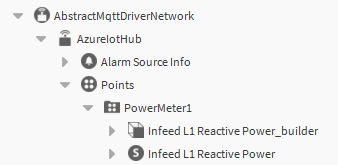 AbstractMqttDriverNetwork
AzureIotHub
Alarm Source Info
Points
PowerMeter1
Infeed L1 Reactive Power_builder
S Infeed L1 Reactive Power